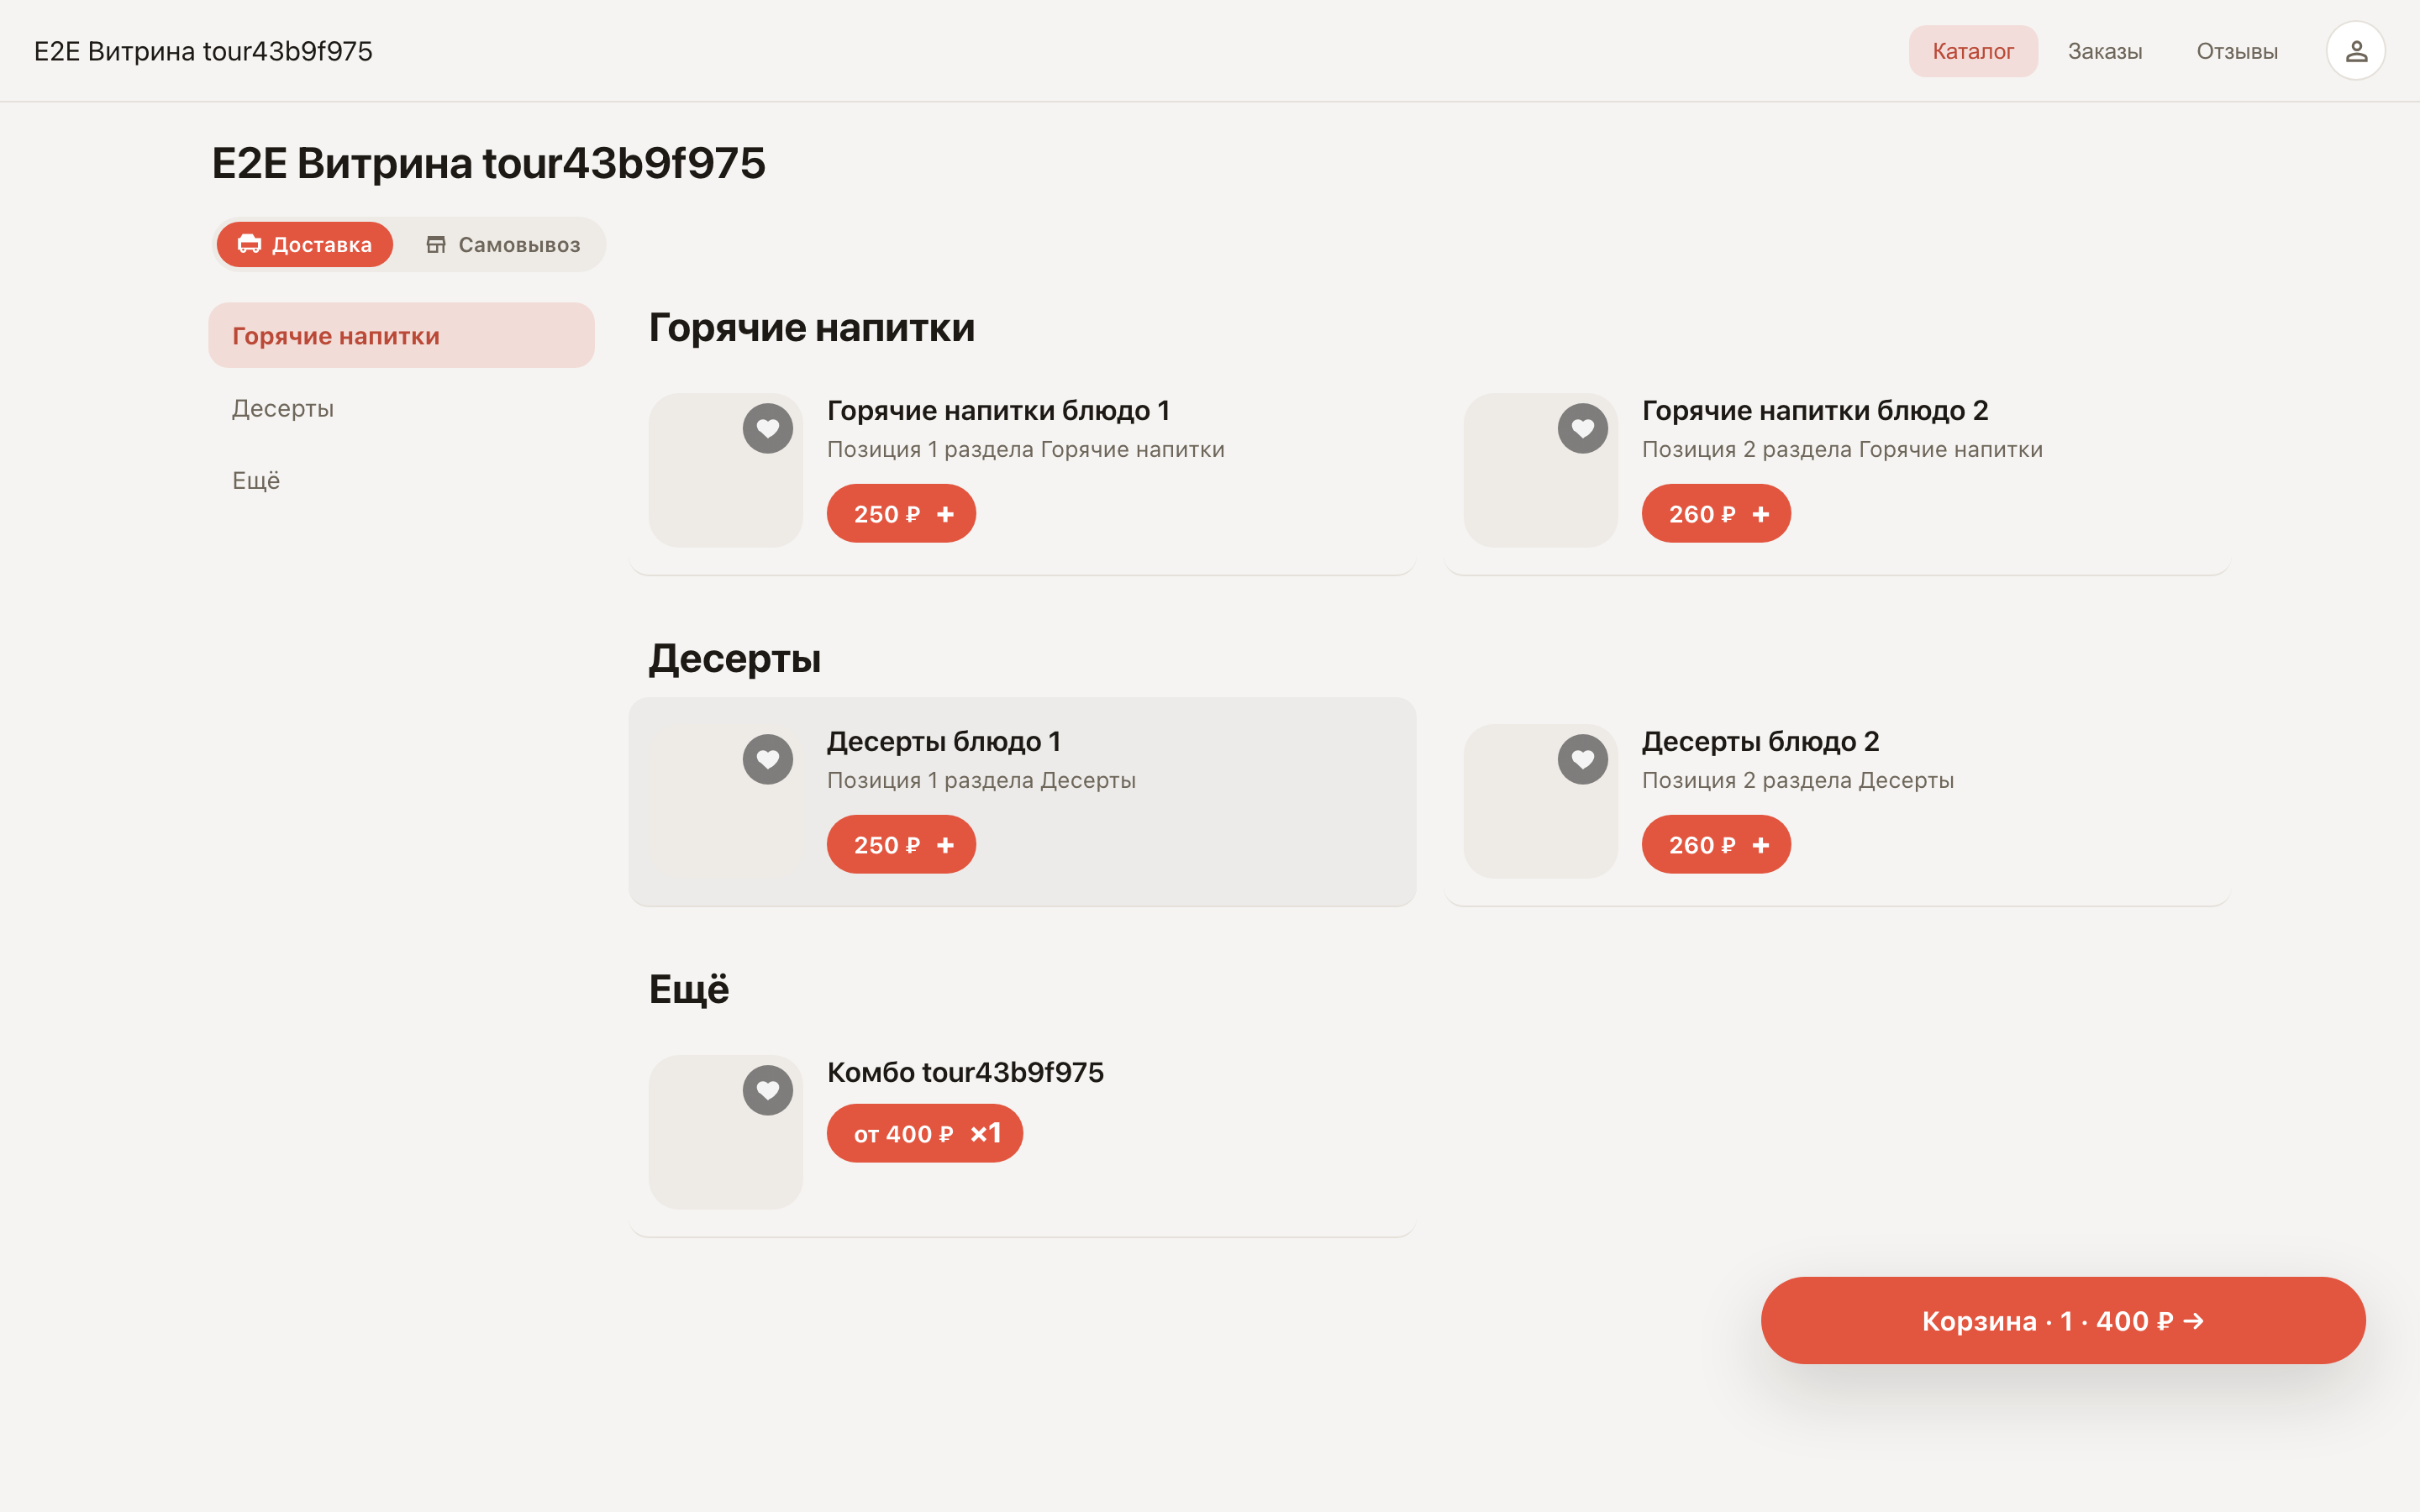 E2E Витрина tour43b9f975
Каталог
Заказы
Отзывы
E2E Витрина tour43b9f975
Доставка
Самовывоз
Горячие напитки
Десерты
Ещё
Горячие напитки
Горячие напитки блюдо 1
Позиция 1 раздела Горячие напитки
250 ₽ +
Горячие напитки блюдо 2
Позиция 2 раздела Горячие напитки
260 ₽ +
Десерты
Десерты блюдо 1
Позиция 1 раздела Десерты
250 ₽ +
Десерты блюдо 2
Позиция 2 раздела Десерты
260 ₽ +
Ещё
Комбо tour43b9f975
от 400 ₽ ×1
Корзина · 1 · 400 ₽ →